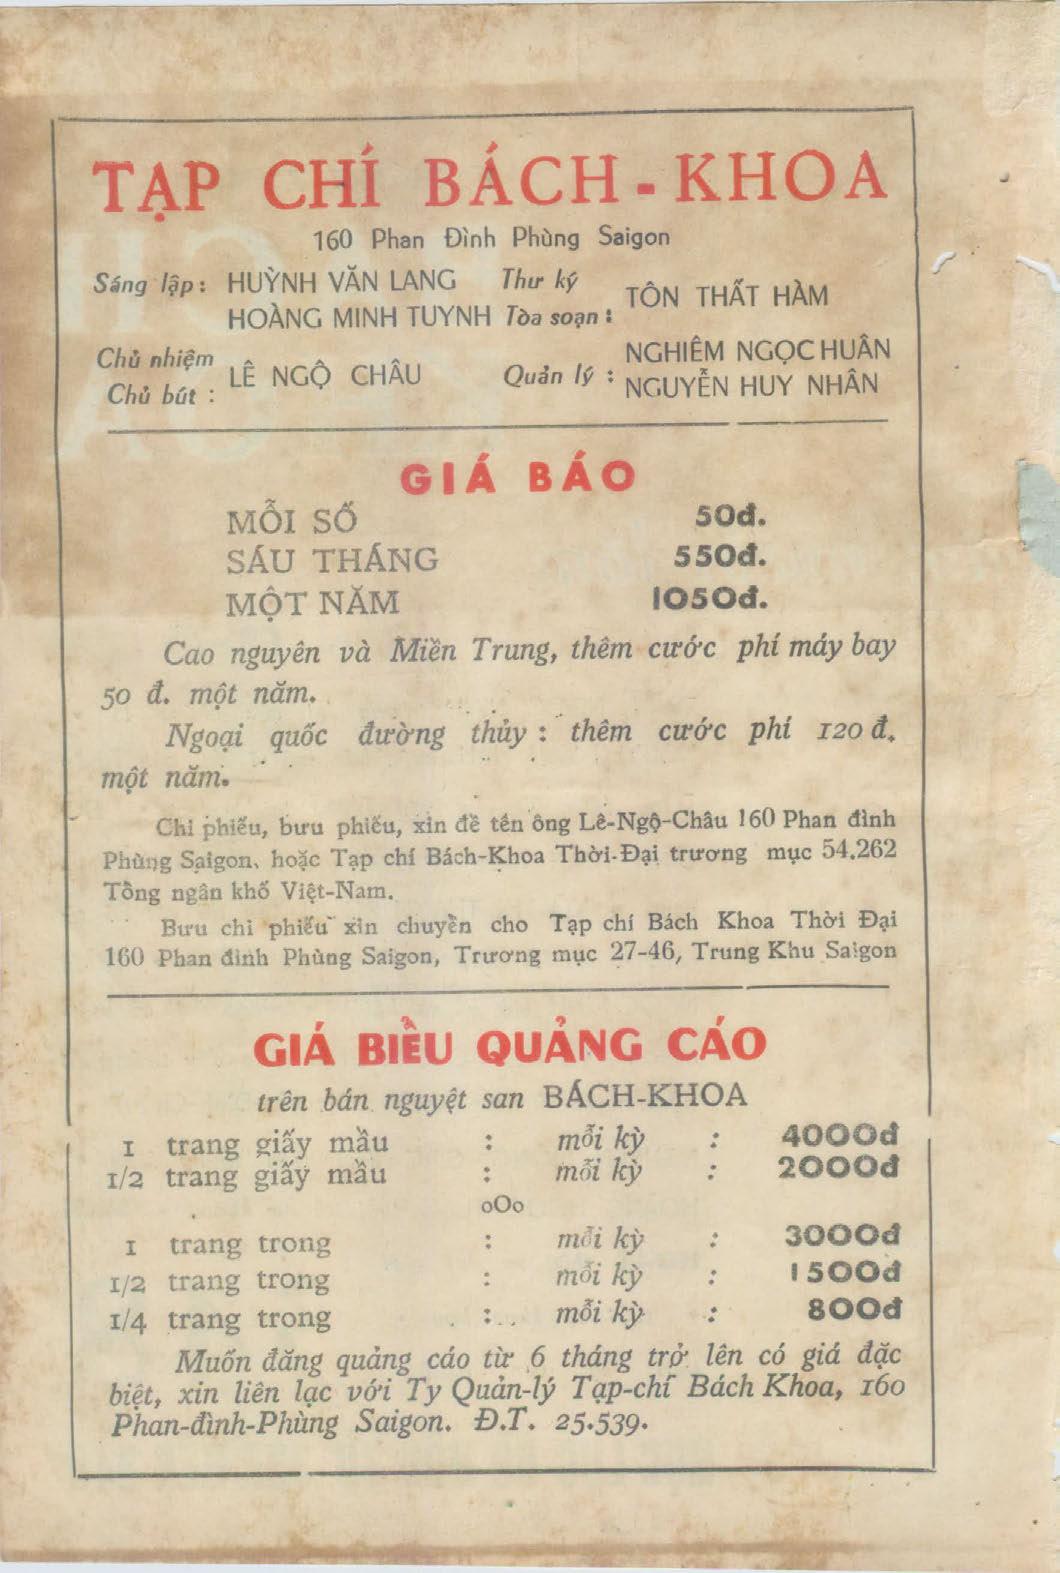 TẠP CHÍ BÁCH - KHOA
160 Phan Đình Phùng Saigon
Sáng lập : HUỲNH VĂN LANG Thư ký
HOÀNG MINH TUYNH Tòa soạn : TÔN THẤT HÀM
Chủ nhiệm
Chủ bút : LÊ NGỘ CHÂU Quản lý : NGHIÊM NGỌC HUÂN
NGUYỄN HUY NHÂN
GIÁ BÁO
MỖI SỐ 50đ.
SÁU THÁNG 550đ.
MỘT NĂM 1050đ.
Cao nguyên và Miền Trung, thêm cước phí máy bay
50 đ. một năm.
Ngoại quốc đường thủy : thêm cước phí 120 đ.
một năm.
Chi phiếu, bưu phiếu, xin đề tên ông Lê-Ngộ-Châu 160 Phan đình
Phùng Saigon, hoặc Tạp chí Bách-Khoa Thời-Đại trương mục 54.262
Tổng ngân khố Việt-Nam.
Bưu chi phiếu xin chuyển cho Tạp chí Bách Khoa Thời Đại
160 Phan đình Phùng Saigon, Trương mục 27-46, Trung Khu Saigon
GIÁ BIỂU QUẢNG CÁO
trên bán nguyệt san BÁCH-KHOA
1 trang giấy mầu : mỗi kỳ : 4000đ
1/2 trang giấy mầu : mỗi kỳ : 2000đ
oOo
1 trang trong : mỗi kỳ : 3000đ
1/2 trang trong : mỗi kỳ : 1500đ
1/4 trang trong : mỗi kỳ : 800đ
Muốn đăng quảng cáo từ 6 tháng trở lên có giá đặc
biệt, xin liên lạc với Ty Quản-lý Tạp-chí Bách Khoa, 160
Phan-đình-Phùng Saigon. Đ.T. 25.539.